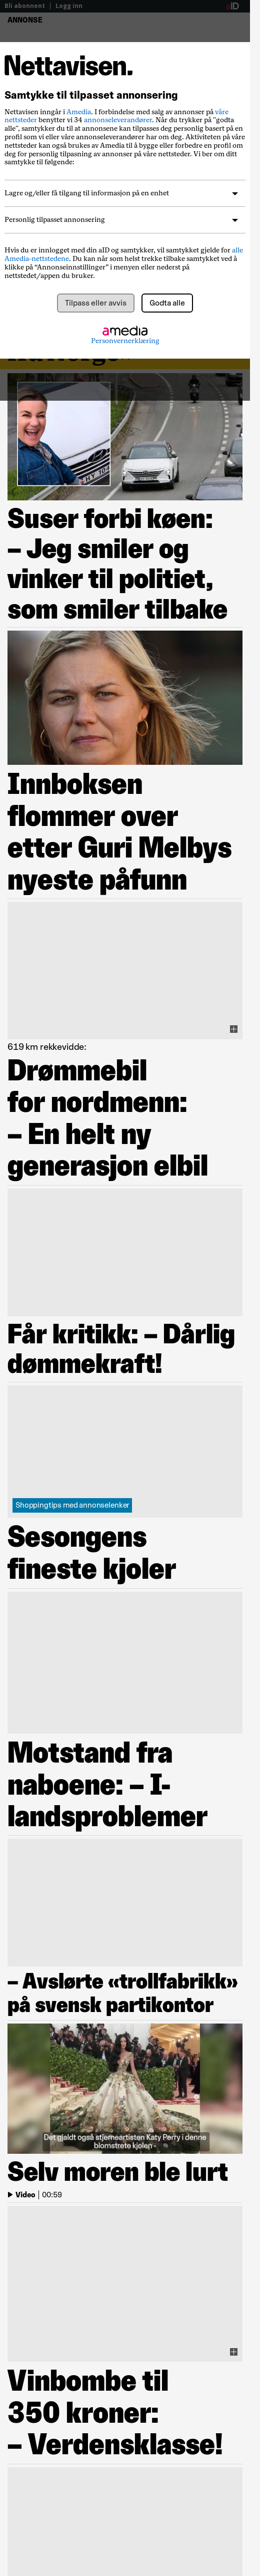 Bli abonnent | Logg inn
aID
ANNONSE
Nettavisen.
Samtykke til tilpasset annonsering
Nettavisen inngår i Amedia. I forbindelse med salg av annonser på våre
nettsteder benytter vi 34 annonseleverandører. Når du trykker på "godta
alle", samtykker du til at annonsene kan tilpasses deg personlig basert på en
profil som vi eller våre annonseleverandører har om deg. Aktiviteten på våre
nettsteder kan også brukes av Amedia til å bygge eller forbedre en profil om
deg for personlig tilpasning av annonser på våre nettsteder. Vi ber om ditt
samtykke til følgende:
Lagre og/eller få tilgang til informasjon på en enhet
Personlig tilpasset annonsering
Hvis du er innlogget med din aID og samtykker, vil samtykket gjelde for alle
Amedia-nettstedene. Du kan når som helst trekke tilbake samtykket ved å
klikke på “Annonseinnstillinger” i menyen eller nederst på
nettstedet/appen du bruker.
Tilpass eller avvis
Godta alle
amedia
Personvernerklæring
Suser forbi køen:
– Jeg smiler og
vinker til politiet,
som smiler tilbake
Innboksen
flommer over
etter Guri Melbys
nyeste påfunn
619 km rekkevidde:
Drømmebil
for nordmenn:
– En helt ny
generasjon elbil
Får kritikk: – Dårlig
dømmekraft!
Shoppingtips med annonselenker
Sesongens
fineste kjoler
Motstand fra
naboene: – I-
landsproblemer
– Avslørte «trollfabrikk»
på svensk partikontor
Det gjaldt også stjerneartisten Katy Perry i denne
blomstrete kjolen -
Selv moren ble lurt
Video | 00:59
Vinbombe til
350 kroner:
– Verdensklasse!